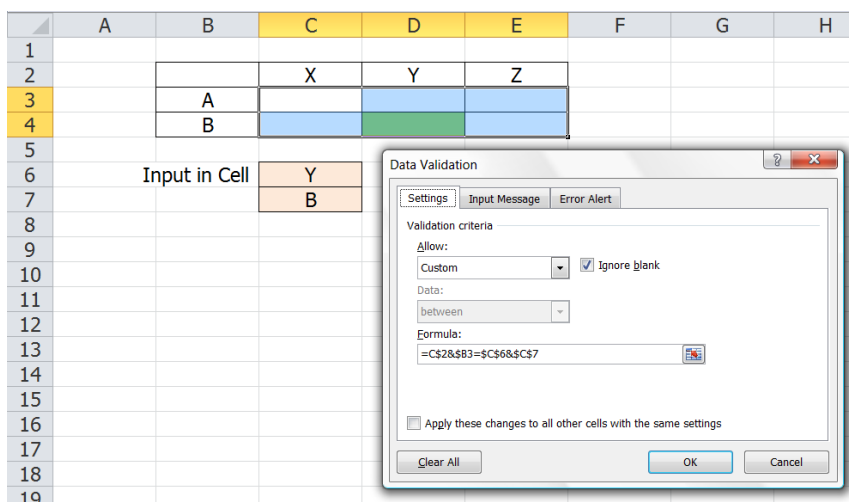 A B C D E F G H
1
2 X Y Z
3 A
4 B
5
6 Input in Cell Y
7 B
8
9
10
11
12
13
14
15
16
17
18
19
Data Validation
Settings Input Message Error Alert
Validation criteria
Allow:
Custom Ignore blank
Data:
between
Formula:
=C$2&$B3=$C$6&$C$7
Apply these changes to all other cells with the same settings
Clear All OK Cancel